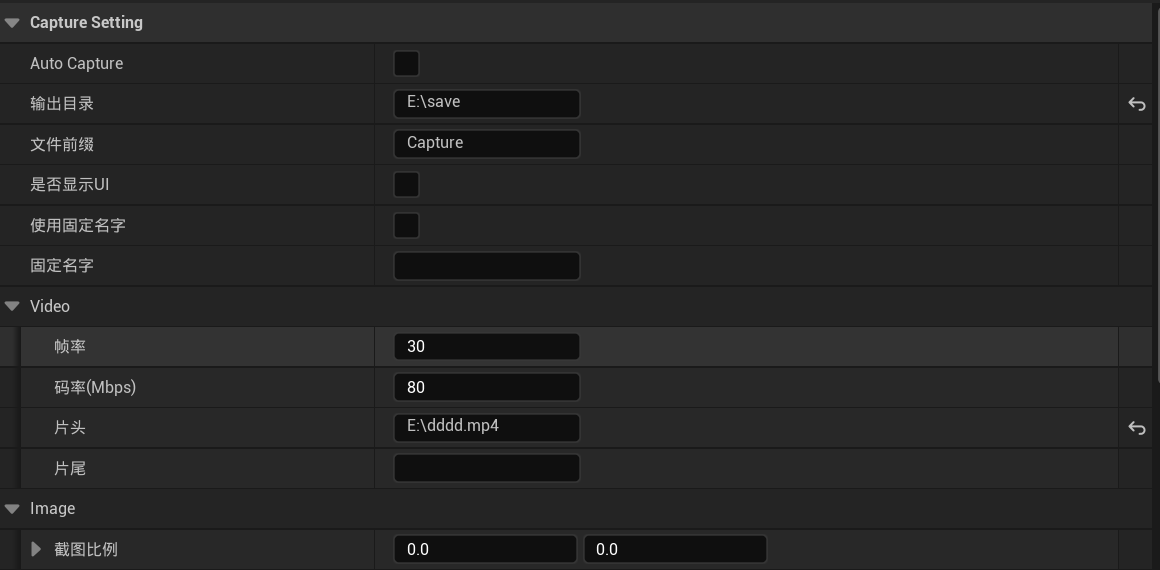 Capture Setting
Auto Capture
输出目录 E:\save
文件前缀 Capture
是否显示UI
使用固定名字
固定名字
Video
帧率 30
码率(Mbps) 80
片头 E:\dddd.mp4
片尾
Image
截图比例 0.0 0.0